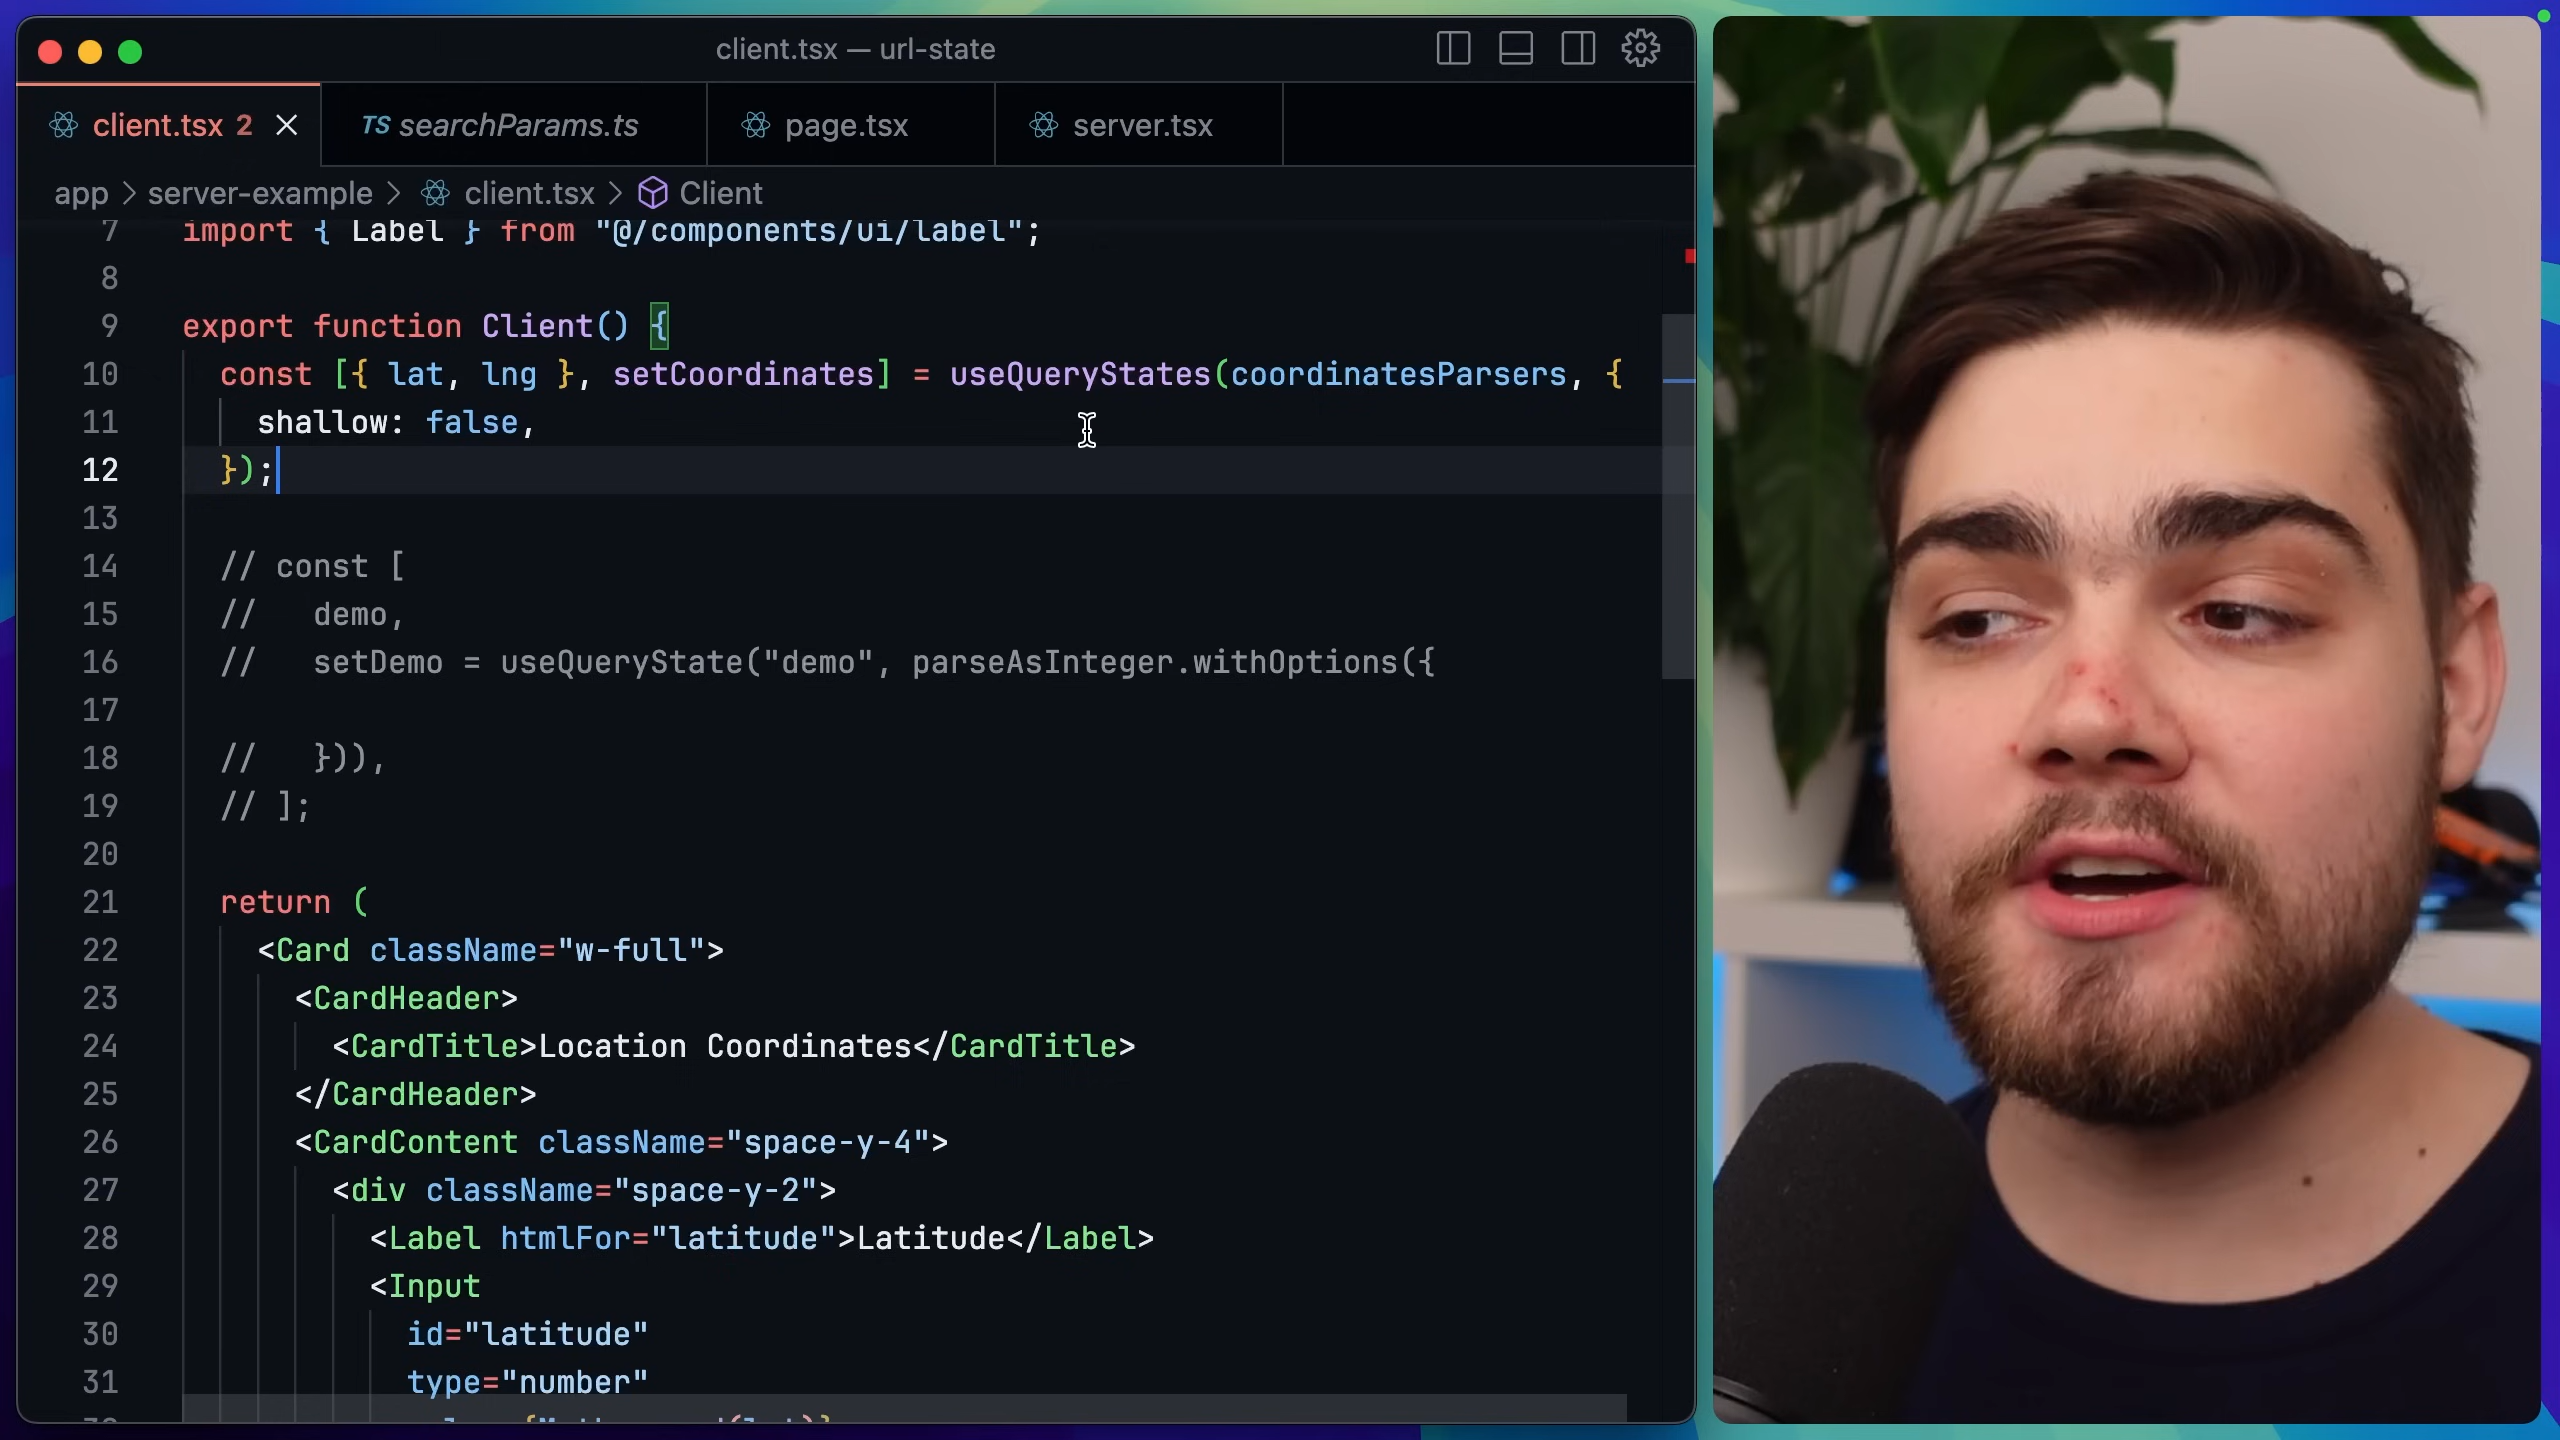 client.tsx — url-state
client.tsx 2
TS searchParams.ts
page.tsx
server.tsx
app > server-example > client.tsx > Client
7 import { Label } from "@/components/ui/label";
8
9 export function Client() {
10 const [{ lat, lng }, setCoordinates] = useQueryStates(coordinatesParsers, {
11 shallow: false,
12 });
13
14 // const [
15 //   demo,
16 //   setDemo = useQueryState("demo", parseAsInteger.withOptions({
17
18 //   })),
19 // ];
20
21 return (
22 <Card className="w-full">
23 <CardHeader>
24 <CardTitle>Location Coordinates</CardTitle>
25 </CardHeader>
26 <CardContent className="space-y-4">
27 <div className="space-y-2">
28 <Label htmlFor="latitude">Latitude</Label>
29 <Input
30 id="latitude"
31 type="number"